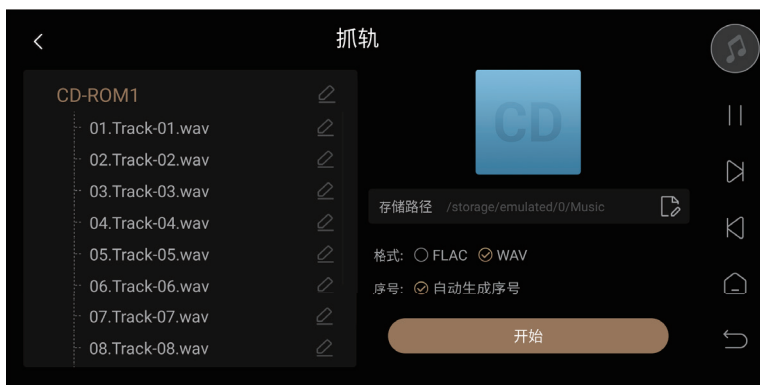 抓轨
CD-ROM1
01.Track-01.wav
02.Track-02.wav
03.Track-03.wav
04.Track-04.wav
05.Track-05.wav
06.Track-06.wav
07.Track-07.wav
08.Track-08.wav
CD
存储路径 /storage/emulated/0/Music
格式: FLAC WAV
序号: 自动生成序号
开始